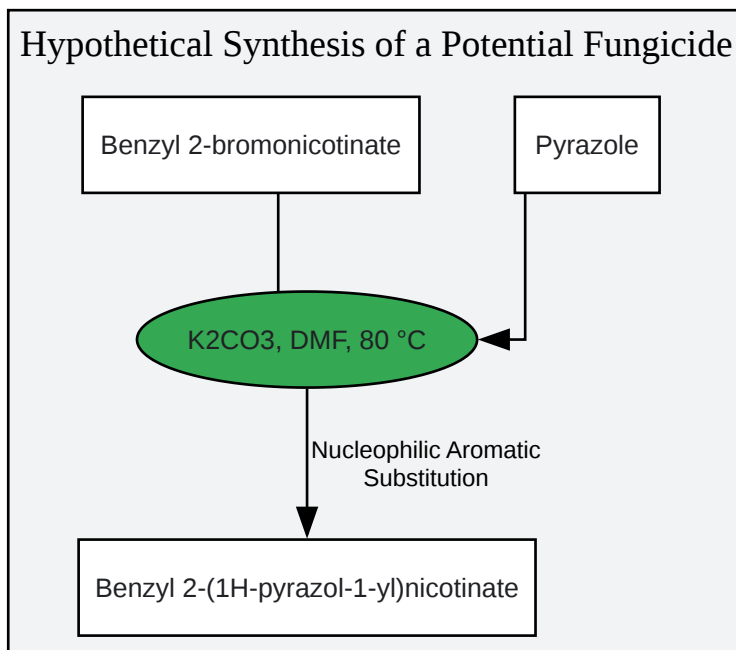 Hypothetical Synthesis of a Potential Fungicide
Benzyl 2-bromonicotinate
Pyrazole
K2CO3, DMF, 80 °C
Nucleophilic Aromatic
Substitution
Benzyl 2-(1H-pyrazol-1-yl)nicotinate